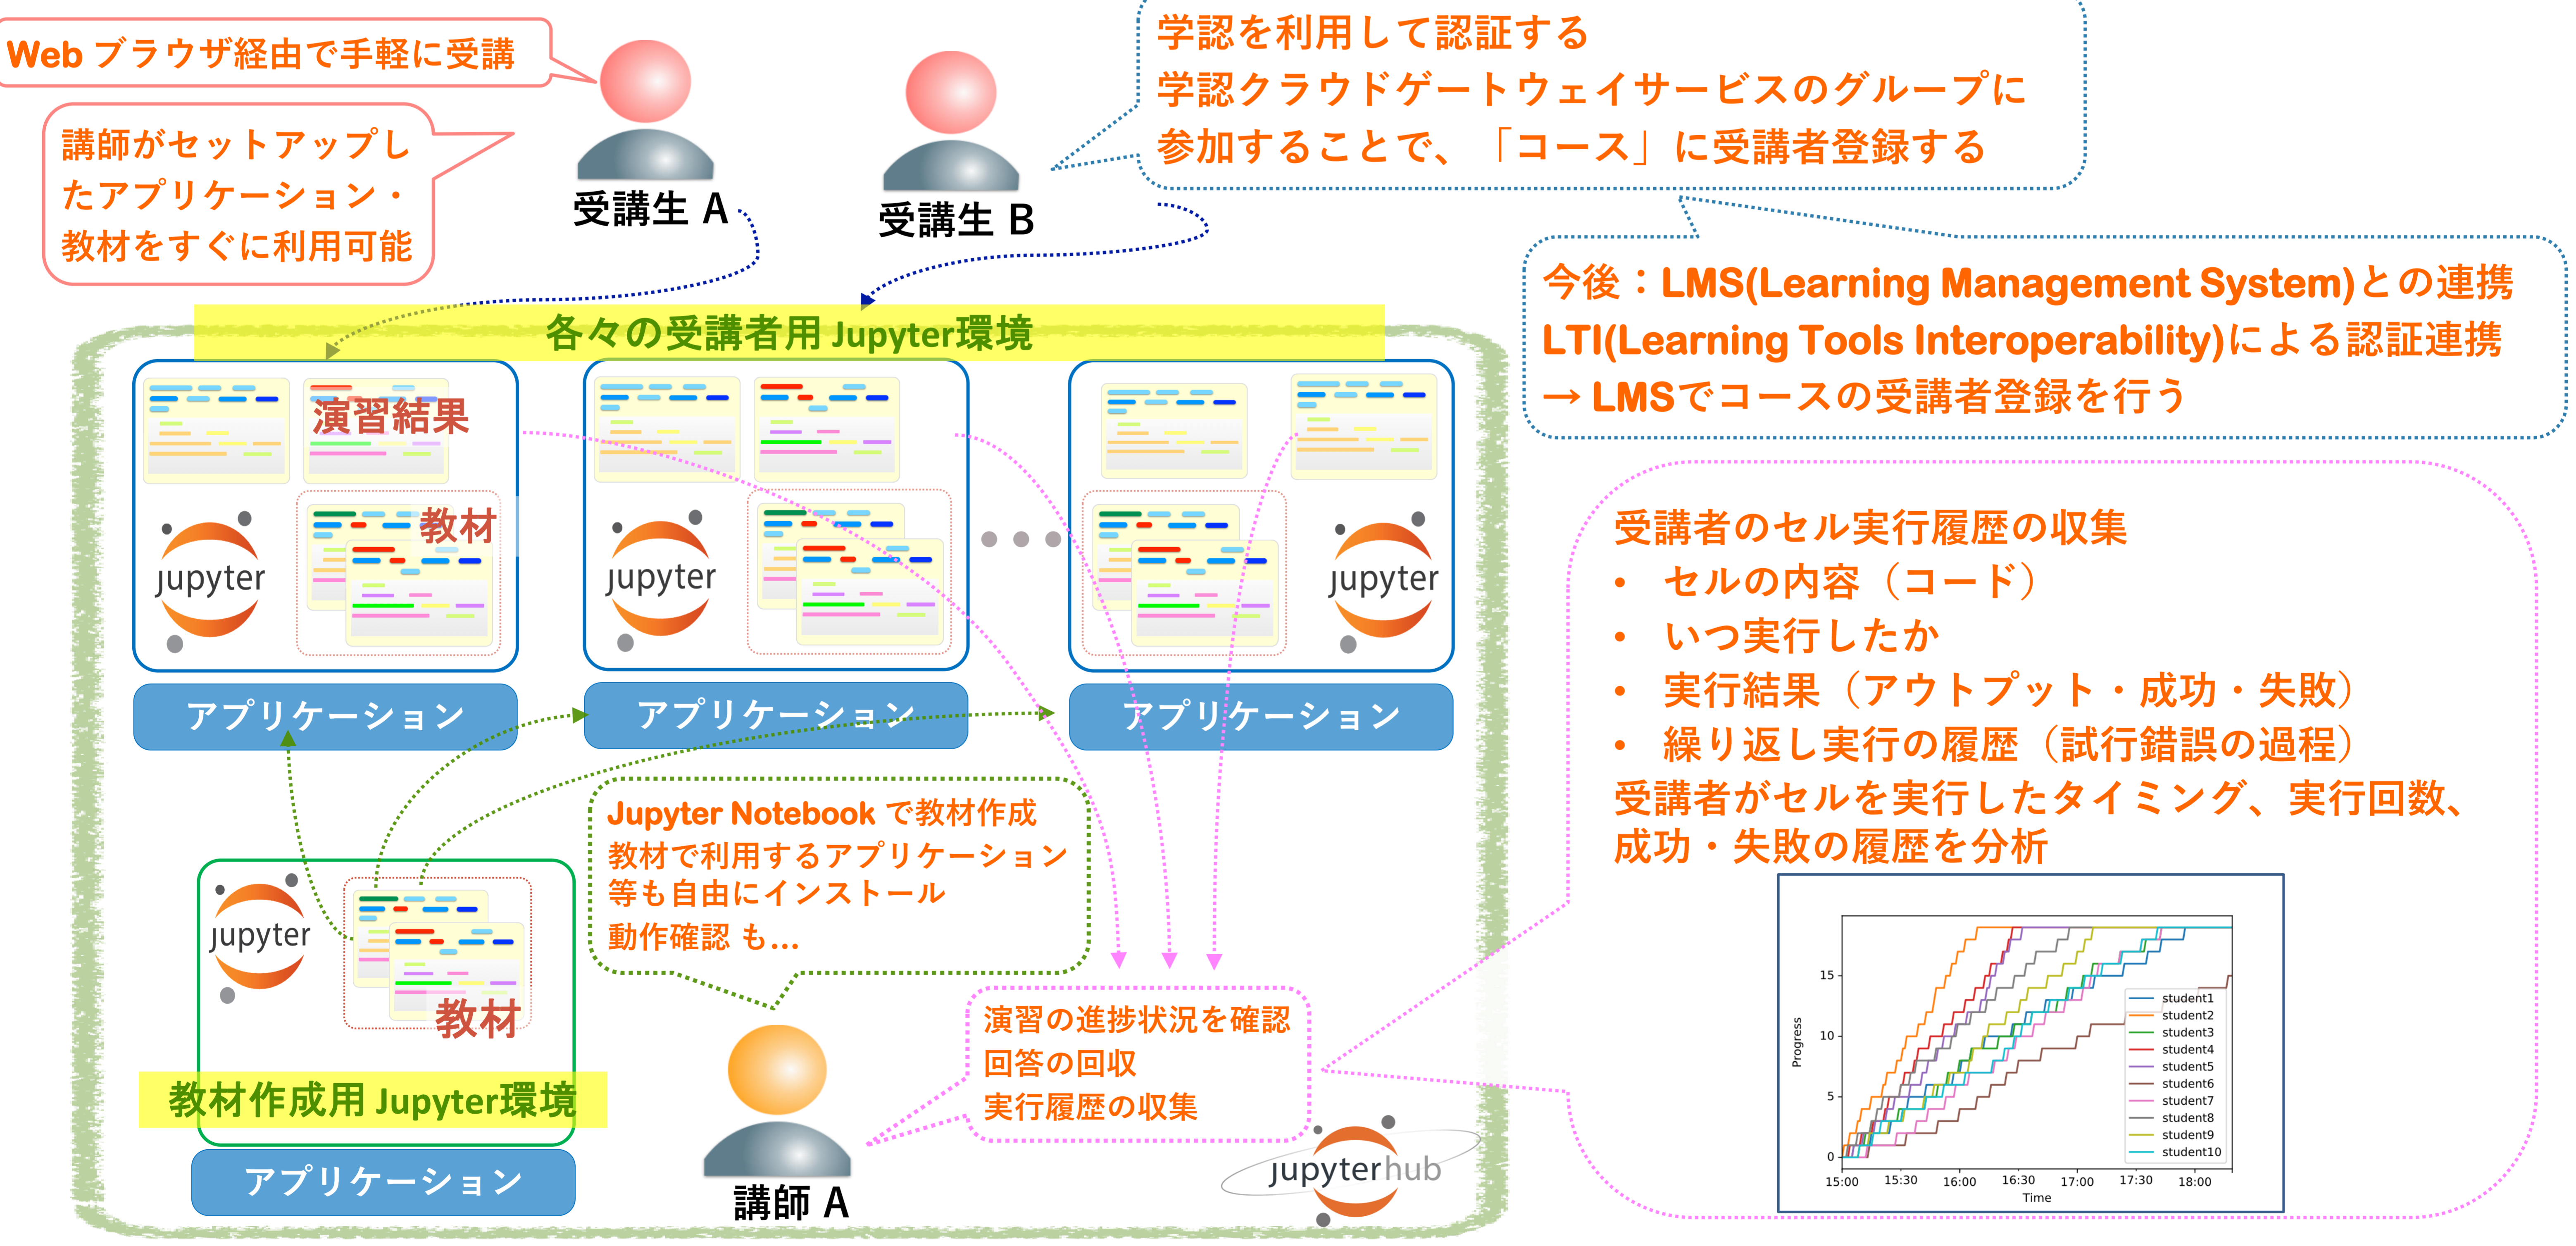 Web ブラウザ経由で手軽に受講
講師がセットアップし
たアプリケーション・
教材をすぐに利用可能
受講生 A
受講生 B
学認を利用して認証する
学認クラウドゲートウェイサービスのグループに
参加することで、「コース」に受講者登録する
今後：LMS(Learning Management System)との連携
LTI(Learning Tools Interoperability)による認証連携
→ LMSでコースの受講者登録を行う
各々の受講者用 Jupyter環境
演習結果
教材
jupyter
jupyter
jupyter
アプリケーション
アプリケーション
アプリケーション
Jupyter Notebook で教材作成
教材で利用するアプリケーション
等も自由にインストール
動作確認 も...
jupyter
教材
教材作成用 Jupyter環境
アプリケーション
講師 A
演習の進捗状況を確認
回答の回収
実行履歴の収集
jupyterhub
受講者のセル実行履歴の収集
• セルの内容（コード）
• いつ実行したか
• 実行結果（アウトプット・成功・失敗）
• 繰り返し実行の履歴（試行錯誤の過程）
受講者がセルを実行したタイミング、実行回数、
成功・失敗の履歴を分析
Progress
15
10
5
0
15:00 15:30 16:00 16:30 17:00 17:30 18:00
Time
student1
student2
student3
student4
student5
student6
student7
student8
student9
student10